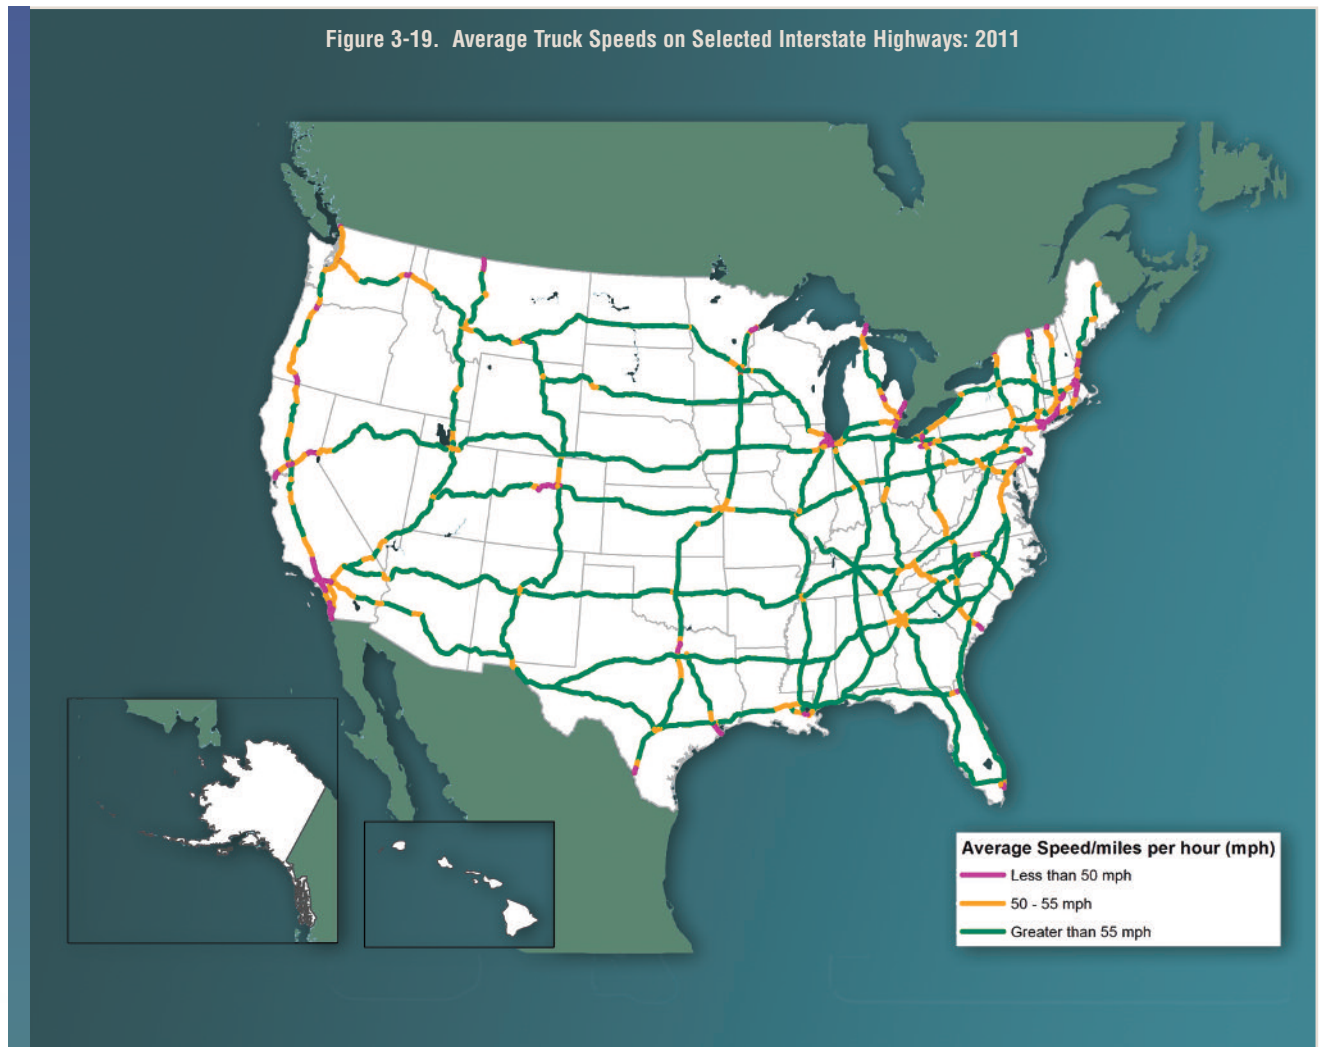 Figure 3-19. Average Truck Speeds on Selected Interstate Highways: 2011
Average Speed/miles per hour (mph)
Less than 50 mph
50 - 55 mph
Greater than 55 mph